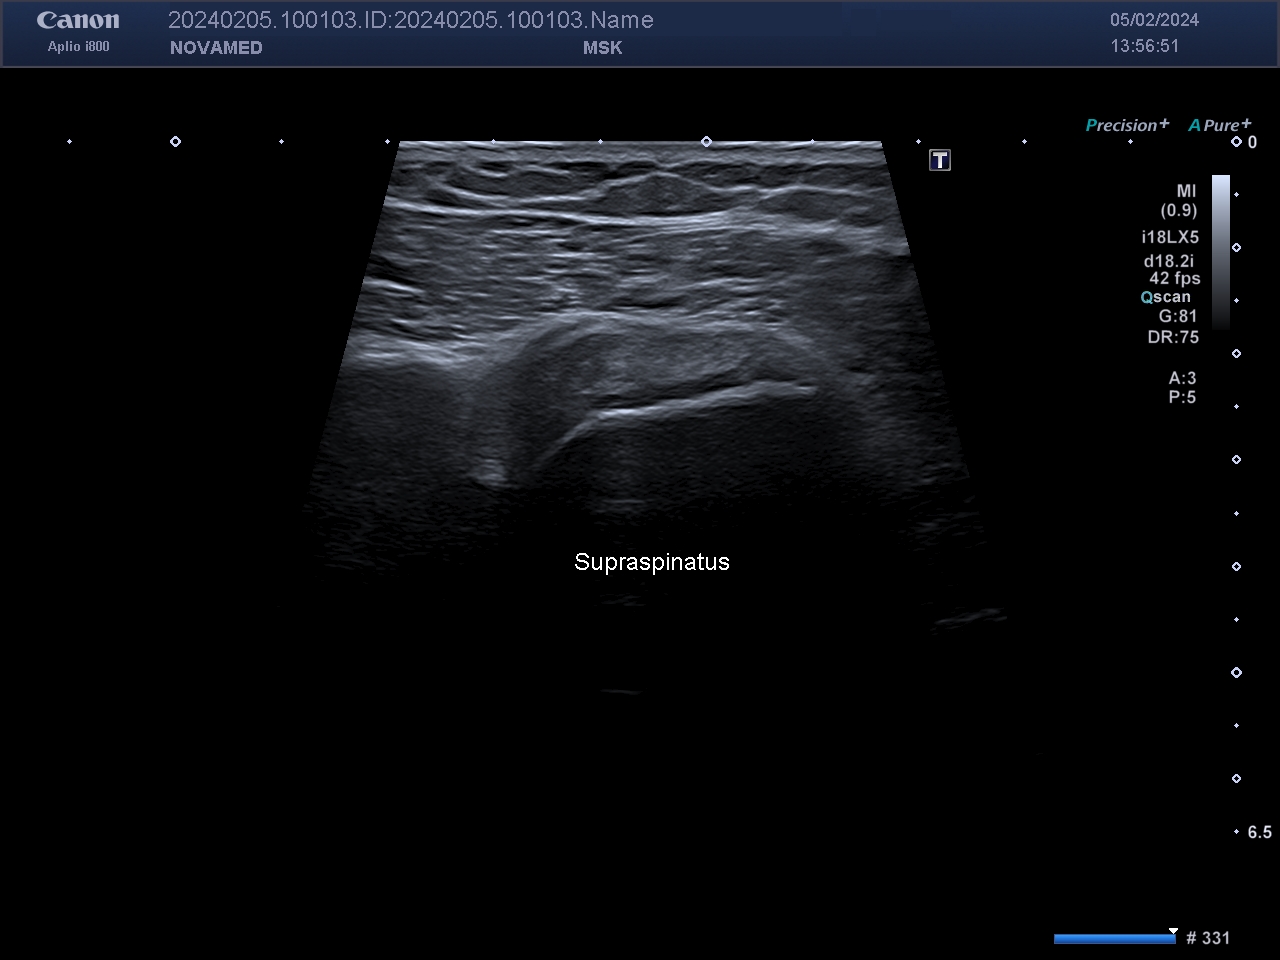 Canon
20240205.100103.ID:20240205.100103.Name
05/02/2024
Aplio i800
NOVAMED
MSK
13:56:51
Precision+ A Pure+
0
T
MI
(0.9)
i18LX5
d18.2i
42 fps
Qscan
G:81
DR:75
A:3
P:5
Supraspinatus
6.5
# 331